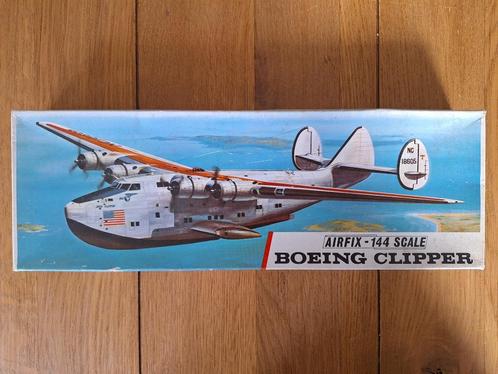 NC
18605
AIRFIX-144 SCALE
BOEING CLIPPER